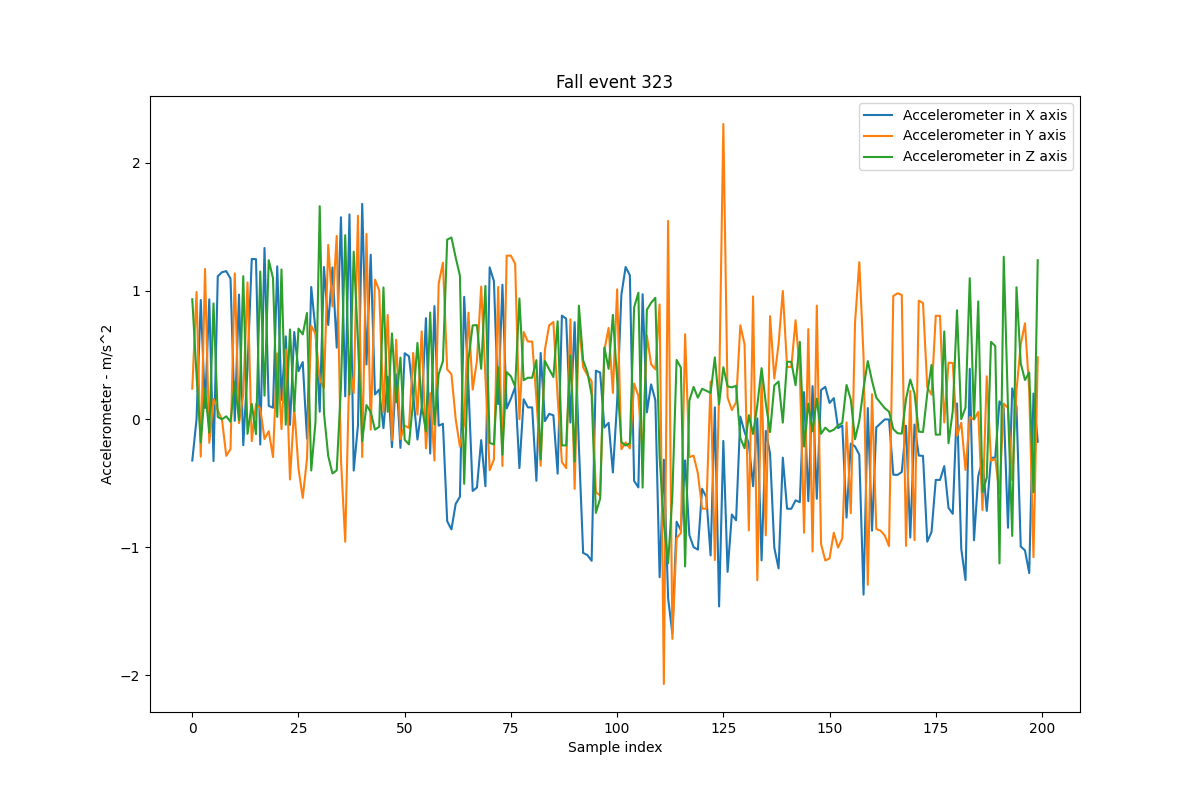 Fall event 323
Accelerometer in X axis
Accelerometer in Y axis
Accelerometer in Z axis
Accelerometer - m/s^2
2
1
0
−1
−2
0 25 50 75 100 125 150 175 200
Sample index